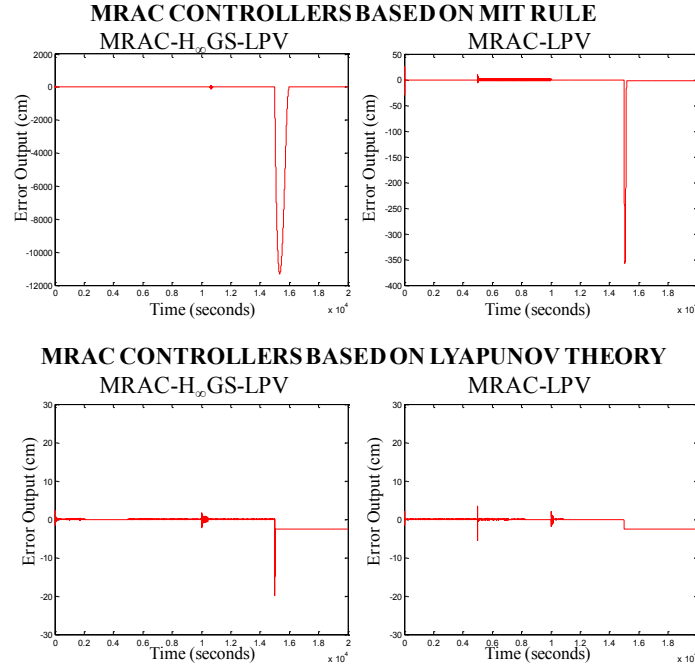 MRAC CONTROLLERS BASED ON MIT RULE
MRAC-H∞GS-LPV
MRAC-LPV
Error Output (cm)
2000
0
-2000
-4000
-6000
-8000
-10000
-12000
0 0.2 0.4 0.6 0.8 1 1.2 1.4 1.6 1.8 2
Time (seconds)
x 10⁴
Error Output (cm)
50
0
-50
-100
-150
-200
-250
-300
-350
-400
0 0.2 0.4 0.6 0.8 1 1.2 1.4 1.6 1.8
Time (seconds)
x 10
MRAC CONTROLLERS BASED ON LYAPUNOV THEORY
MRAC-H∞GS-LPV
MRAC-LPV
Error Output (cm)
30
20
10
0
-10
-20
-30
0 0.2 0.4 0.6 0.8 1 1.2 1.4 1.6 1.8 2
Time (seconds)
x 10⁴
Error Output (cm)
30
20
10
0
-10
-20
-30
0 0.2 0.4 0.6 0.8 1 1.2 1.4 1.6 1.8
Time (seconds)
x 10